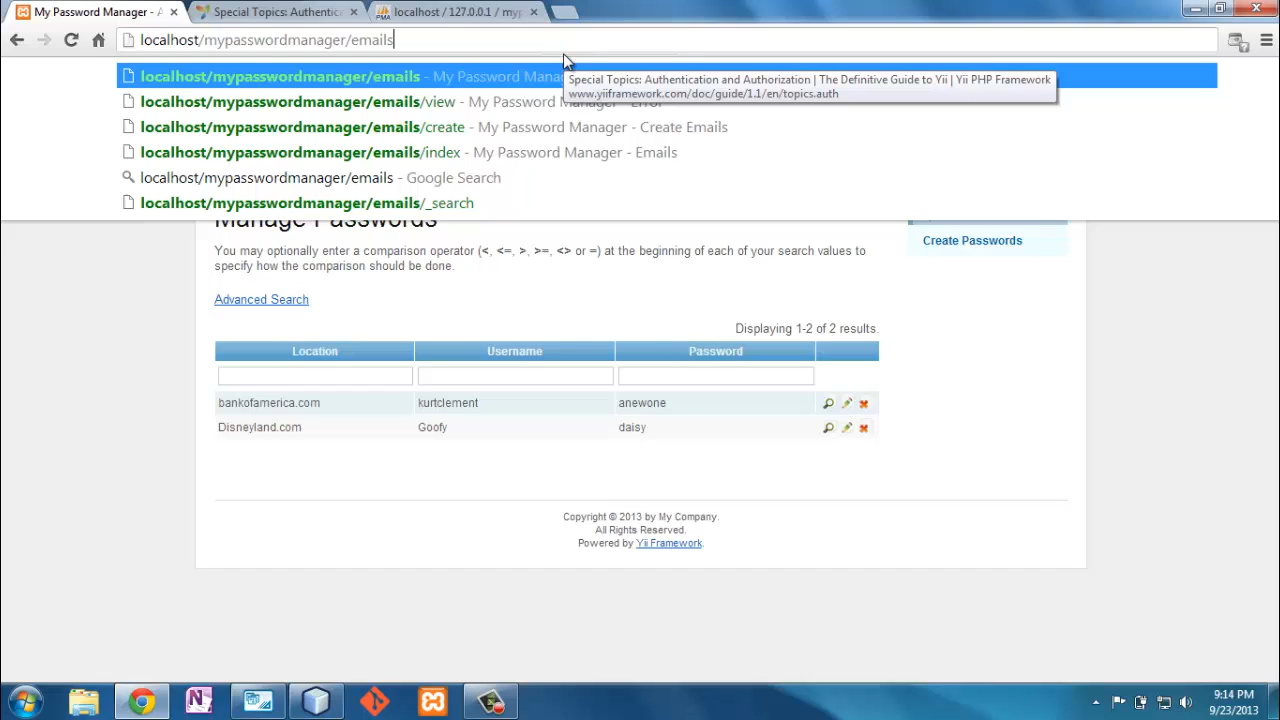 My Password Manager - A
Special Topics: Authentic
localhost / 127.0.0.1 / myp
localhost/mypasswordmanager/emails
localhost/mypasswordmanager/emails - My Password Mana
Special Topics: Authentication and Authorization | The Definitive Guide to Yii | Yii PHP Framework
www.yiiframework.com/doc/guide/1.1/en/topics.auth
localhost/mypasswordmanager/emails/view - My Password Manager - Error
localhost/mypasswordmanager/emails/create - My Password Manager - Create Emails
localhost/mypasswordmanager/emails/index - My Password Manager - Emails
localhost/mypasswordmanager/emails - Google Search
localhost/mypasswordmanager/emails/_search
Manage Passwords
Create Passwords
You may optionally enter a comparison operator (<, <=, >, >=, <> or =) at the beginning of each of your search values to
specify how the comparison should be done.
Advanced Search
Displaying 1-2 of 2 results.
Location Username Password
bankofamerica.com kurtclement anewone
Disneyland.com Goofy daisy
Copyright © 2013 by My Company.
All Rights Reserved.
Powered by Yii Framework.
9:14 PM
9/23/2013